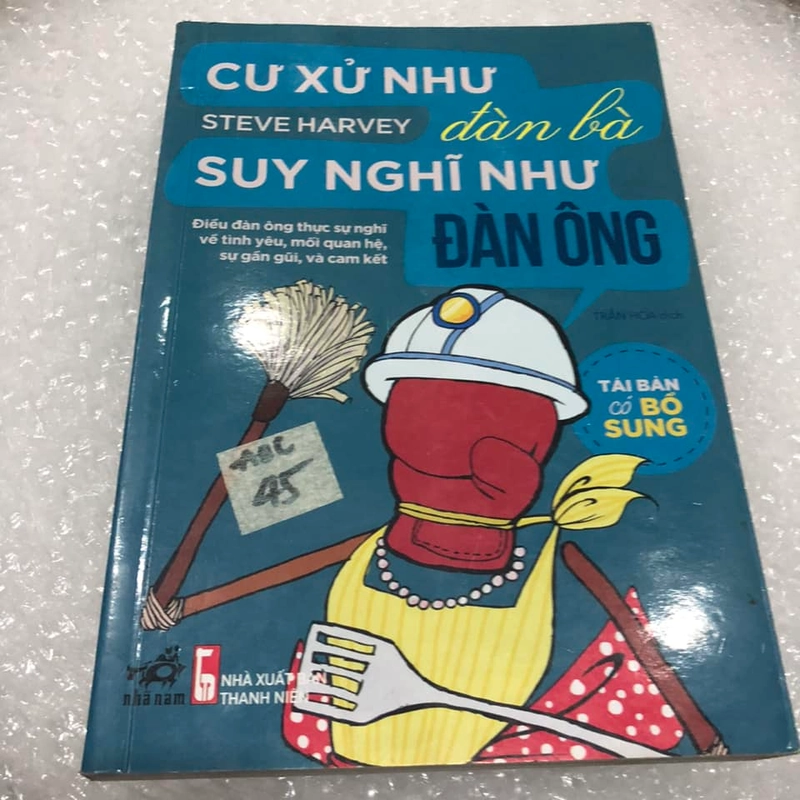 CƯ XỬ NHƯ
đàn bà
STEVE HARVEY
SUY NGHĨ NHƯ
ĐÀN ÔNG
Điều đàn ông thực sự nghĩ
về tình yêu, mối quan hệ,
sự gần gũi, và cam kết
TRẦN HÒA dịch
TÁI BẢN
có BỔ
SUNG
45
nhã nam
NHÀ XUẤT BẢN
THANH NIÊN